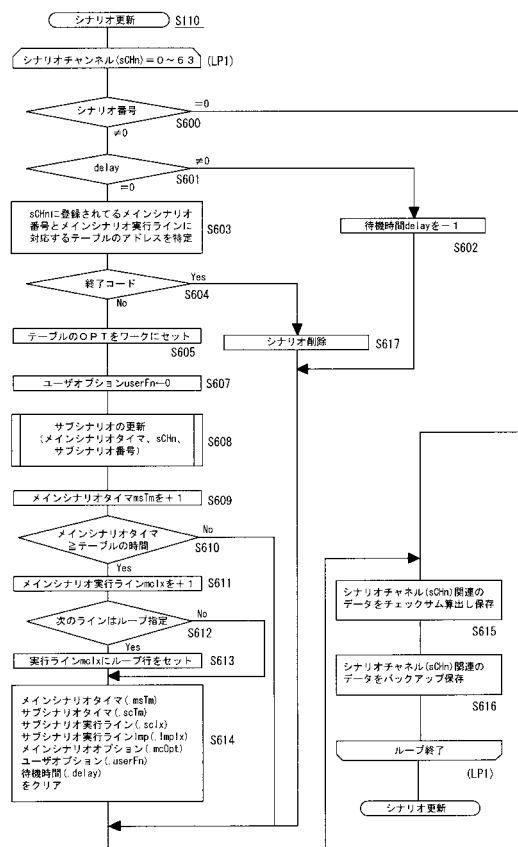 シナリオ更新 S110
シナリオチャンネル(sCHn)=0~63 (LP1)
シナリオ番号 =0
≠0 S600
delay ≠0
=0 S601
sCHnに登録されてるメインシナリオ
番号とメインシナリオ実行ラインに
対応するテーブルのアドレスを特定
S603
待機時間delayを-1
S602
終了コード Yes
No S604
テーブルのOPTをワークにセット
S605
シナリオ削除 S617
ユーザオプションuserFn←0 S607
サブシナリオの更新
(メインシナリオタイマ、sCHn、
サブシナリオ番号)
S608
メインシナリオタイマmsTmを+1 S609
メインシナリオタイマ
≧テーブルの時間
No
S610
Yes
メインシナリオ実行ラインmclxを+1 S611
次のラインはループ指定 No
S612
Yes
実行ラインmclxにループ行をセット S613
メインシナリオタイマ(.msTm)
サブシナリオタイマ(.scTm)
サブシナリオ実行ライン(.sclx)
サブシナリオ実行ラインlmp(.lmplx)
メインシナリオオプション(.mcOpt)
ユーザオプション(.userFn)
待機時間(.delay)
をクリア
S614
シナリオチャネル(sCHn)関連の
データをチェックサム算出し保存
S615
シナリオチャネル(sCHn)関連の
データをバックアップ保存
S616
ループ終了
(LP1)
シナリオ更新